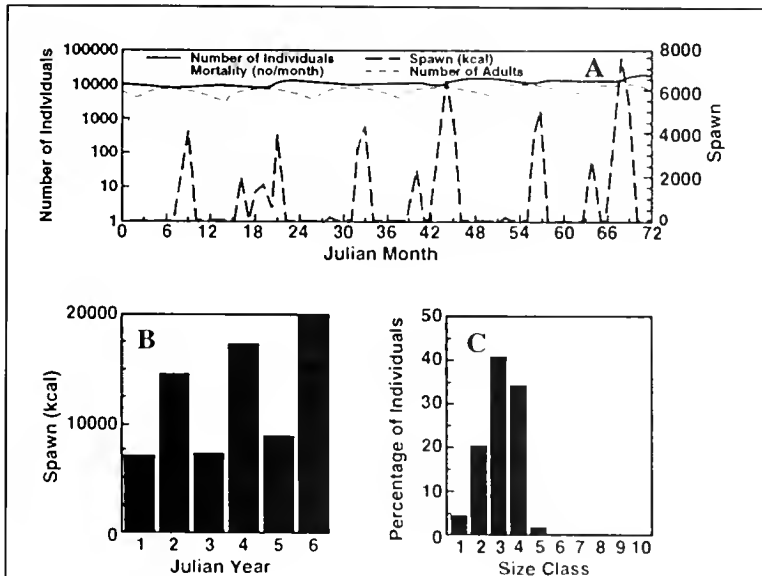 Number of Individuals
100000
10000
1000
100
10
1
Number of Individuals
Mortality (no/month)
Spawn (kcal)
Number of Adults
A
8000
6000
4000
2000
0
Spawn
0 6 12 18 24 30 36 42 48 54 60 66 72
Julian Month
B
Spawn (kcal)
20000
10000
0
1 2 3 4 5 6
Julian Year
C
Percentage of Individuals
50
40
30
20
10
0
1 2 3 4 5 6 7 8 9 10
Size Class